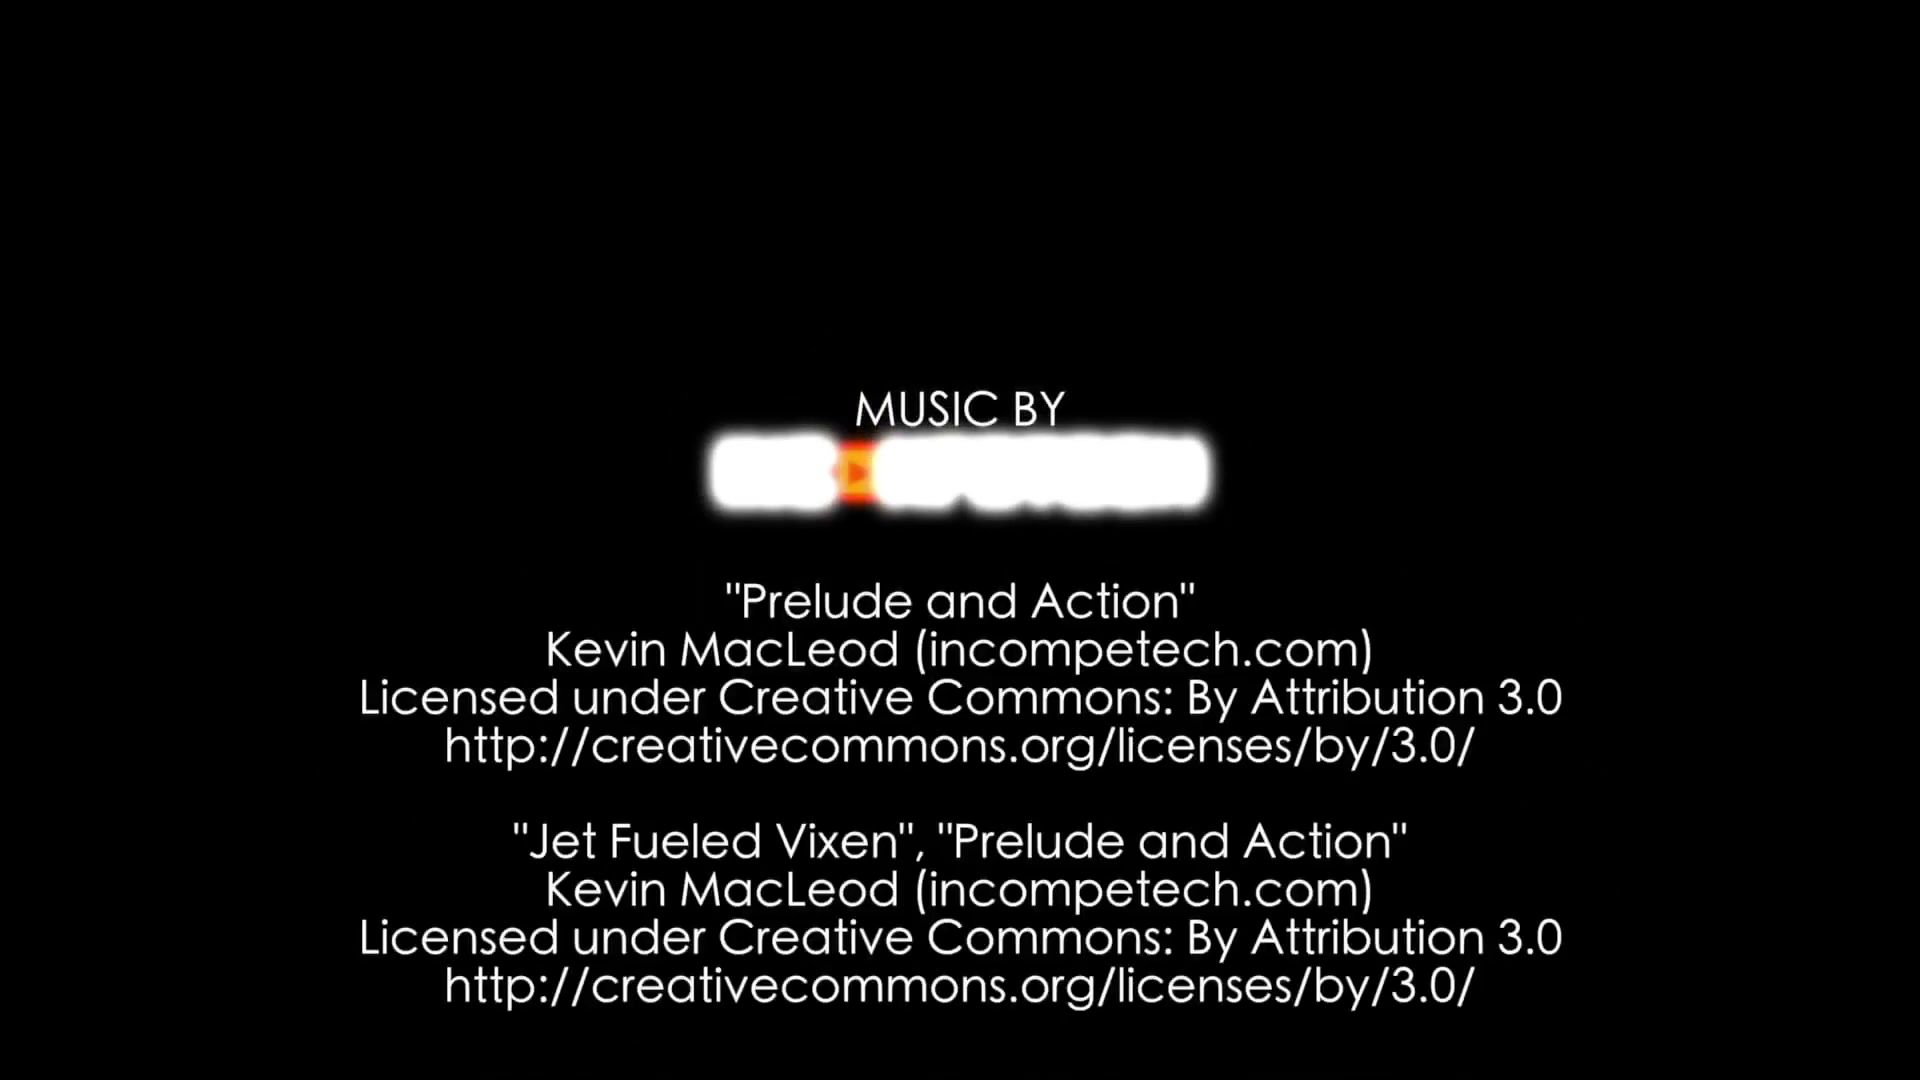 MUSIC BY
"Prelude and Action"
Kevin MacLeod (incompetech.com)
Licensed under Creative Commons: By Attribution 3.0
http://creativecommons.org/licenses/by/3.0/
"Jet Fueled Vixen", "Prelude and Action"
Kevin MacLeod (incompetech.com)
Licensed under Creative Commons: By Attribution 3.0
http://creativecommons.org/licenses/by/3.0/